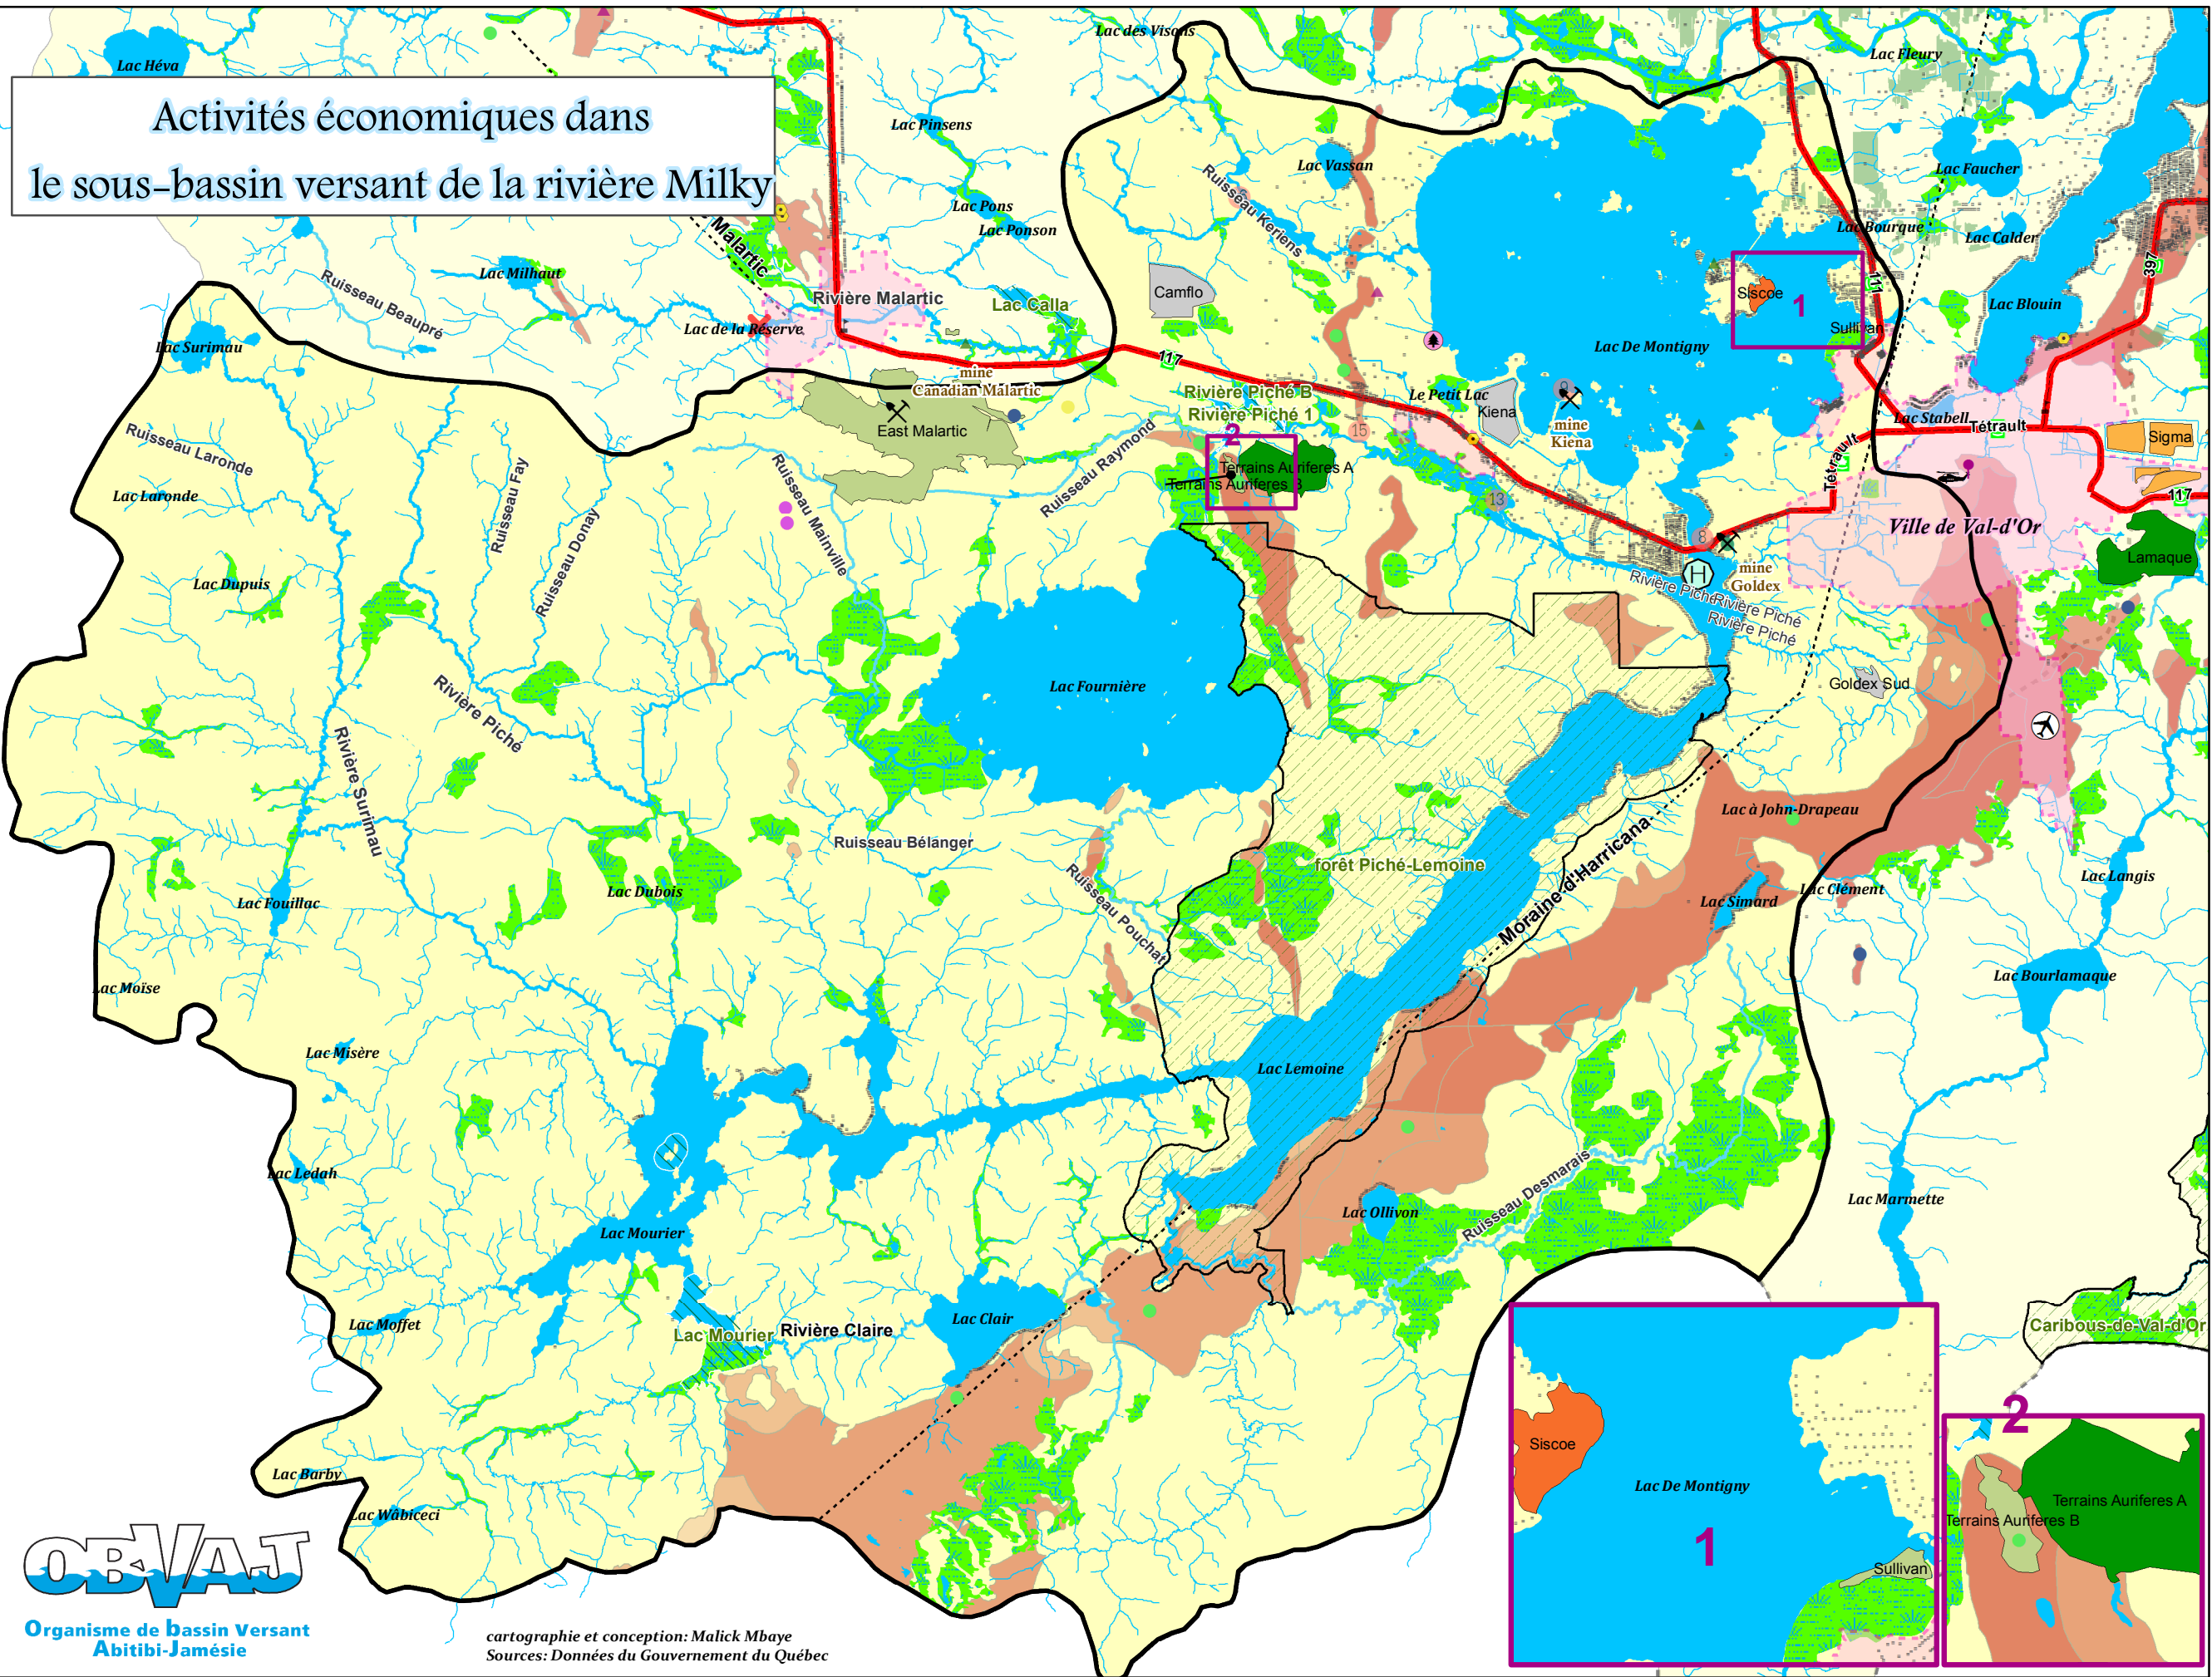 Activités économiques dans
le sous-bassin versant de la rivière Milky
Lac Héva
Lac des Visons
Lac Fleury
Lac Pinsens
Lac Vassan
Lac Faucher
Ruisseau Keriens
Lac Pons
Lac Ponson
Lac Bourque
Lac Calder
Malartic
397
Lac Milhaut
Ruisseau Beaupré
Rivière Malartic
Lac Calla
Camflo
Siscoe
1
111
Lac Blouin
Lac de la Réserve
Sullivan
Lac Surimau
Lac De Montigny
117
mine
Canadian Malartic
Rivière Piché B
Rivière Piché 1
Le Petit Lac
Kiena
9
mine
Kiena
Lac Stabell
Tétrault
East Malartic
15
2
Sigma
Ruisseau Laronde
Ruisseau Raymond
Terrains Auriferes A
Terrains Auriferes B
Tétrault
Lac Laronde
Ruisseau Fay
Ruisseau Mainville
13
117
Ville de Val-d'Or
Ruisseau Donay
8
Lamaque
H
mine
Goldex
Lac Dupuis
Rivière Piché
Rivière Piché
Rivière Piché
Lac Fournière
Goldex Sud
Rivière Piché
Rivière Surimau
Lac à John-Drapeau
Ruisseau Bélanger
forêt Piché-Lemoine
Moraine-d'Harricana
Lac Dubois
Ruisseau Pouchat
Lac Fouillac
Lac Simard
Lac Clément
Lac Langis
Lac Moïse
Lac Bourlamaque
Lac Misère
Lac Lemoine
Lac Ledah
Ruisseau Desmarais
Lac Marmette
Lac Ollivon
Lac Mourier
Lac Moffet
Lac Clair
Lac Mourier
Rivière Claire
Caribous-de-Val-d'Or
2
Siscoe
Lac De Montigny
1
Sullivan
Terrains Auriferes A
Terrains Auriferes B
Lac Barby
Lac Wâbiceci
OBVAJ
Organisme de bassin versant
Abitibi-Jamésie
cartographie et conception: Malick Mbaye
Sources: Données du Gouvernement du Québec